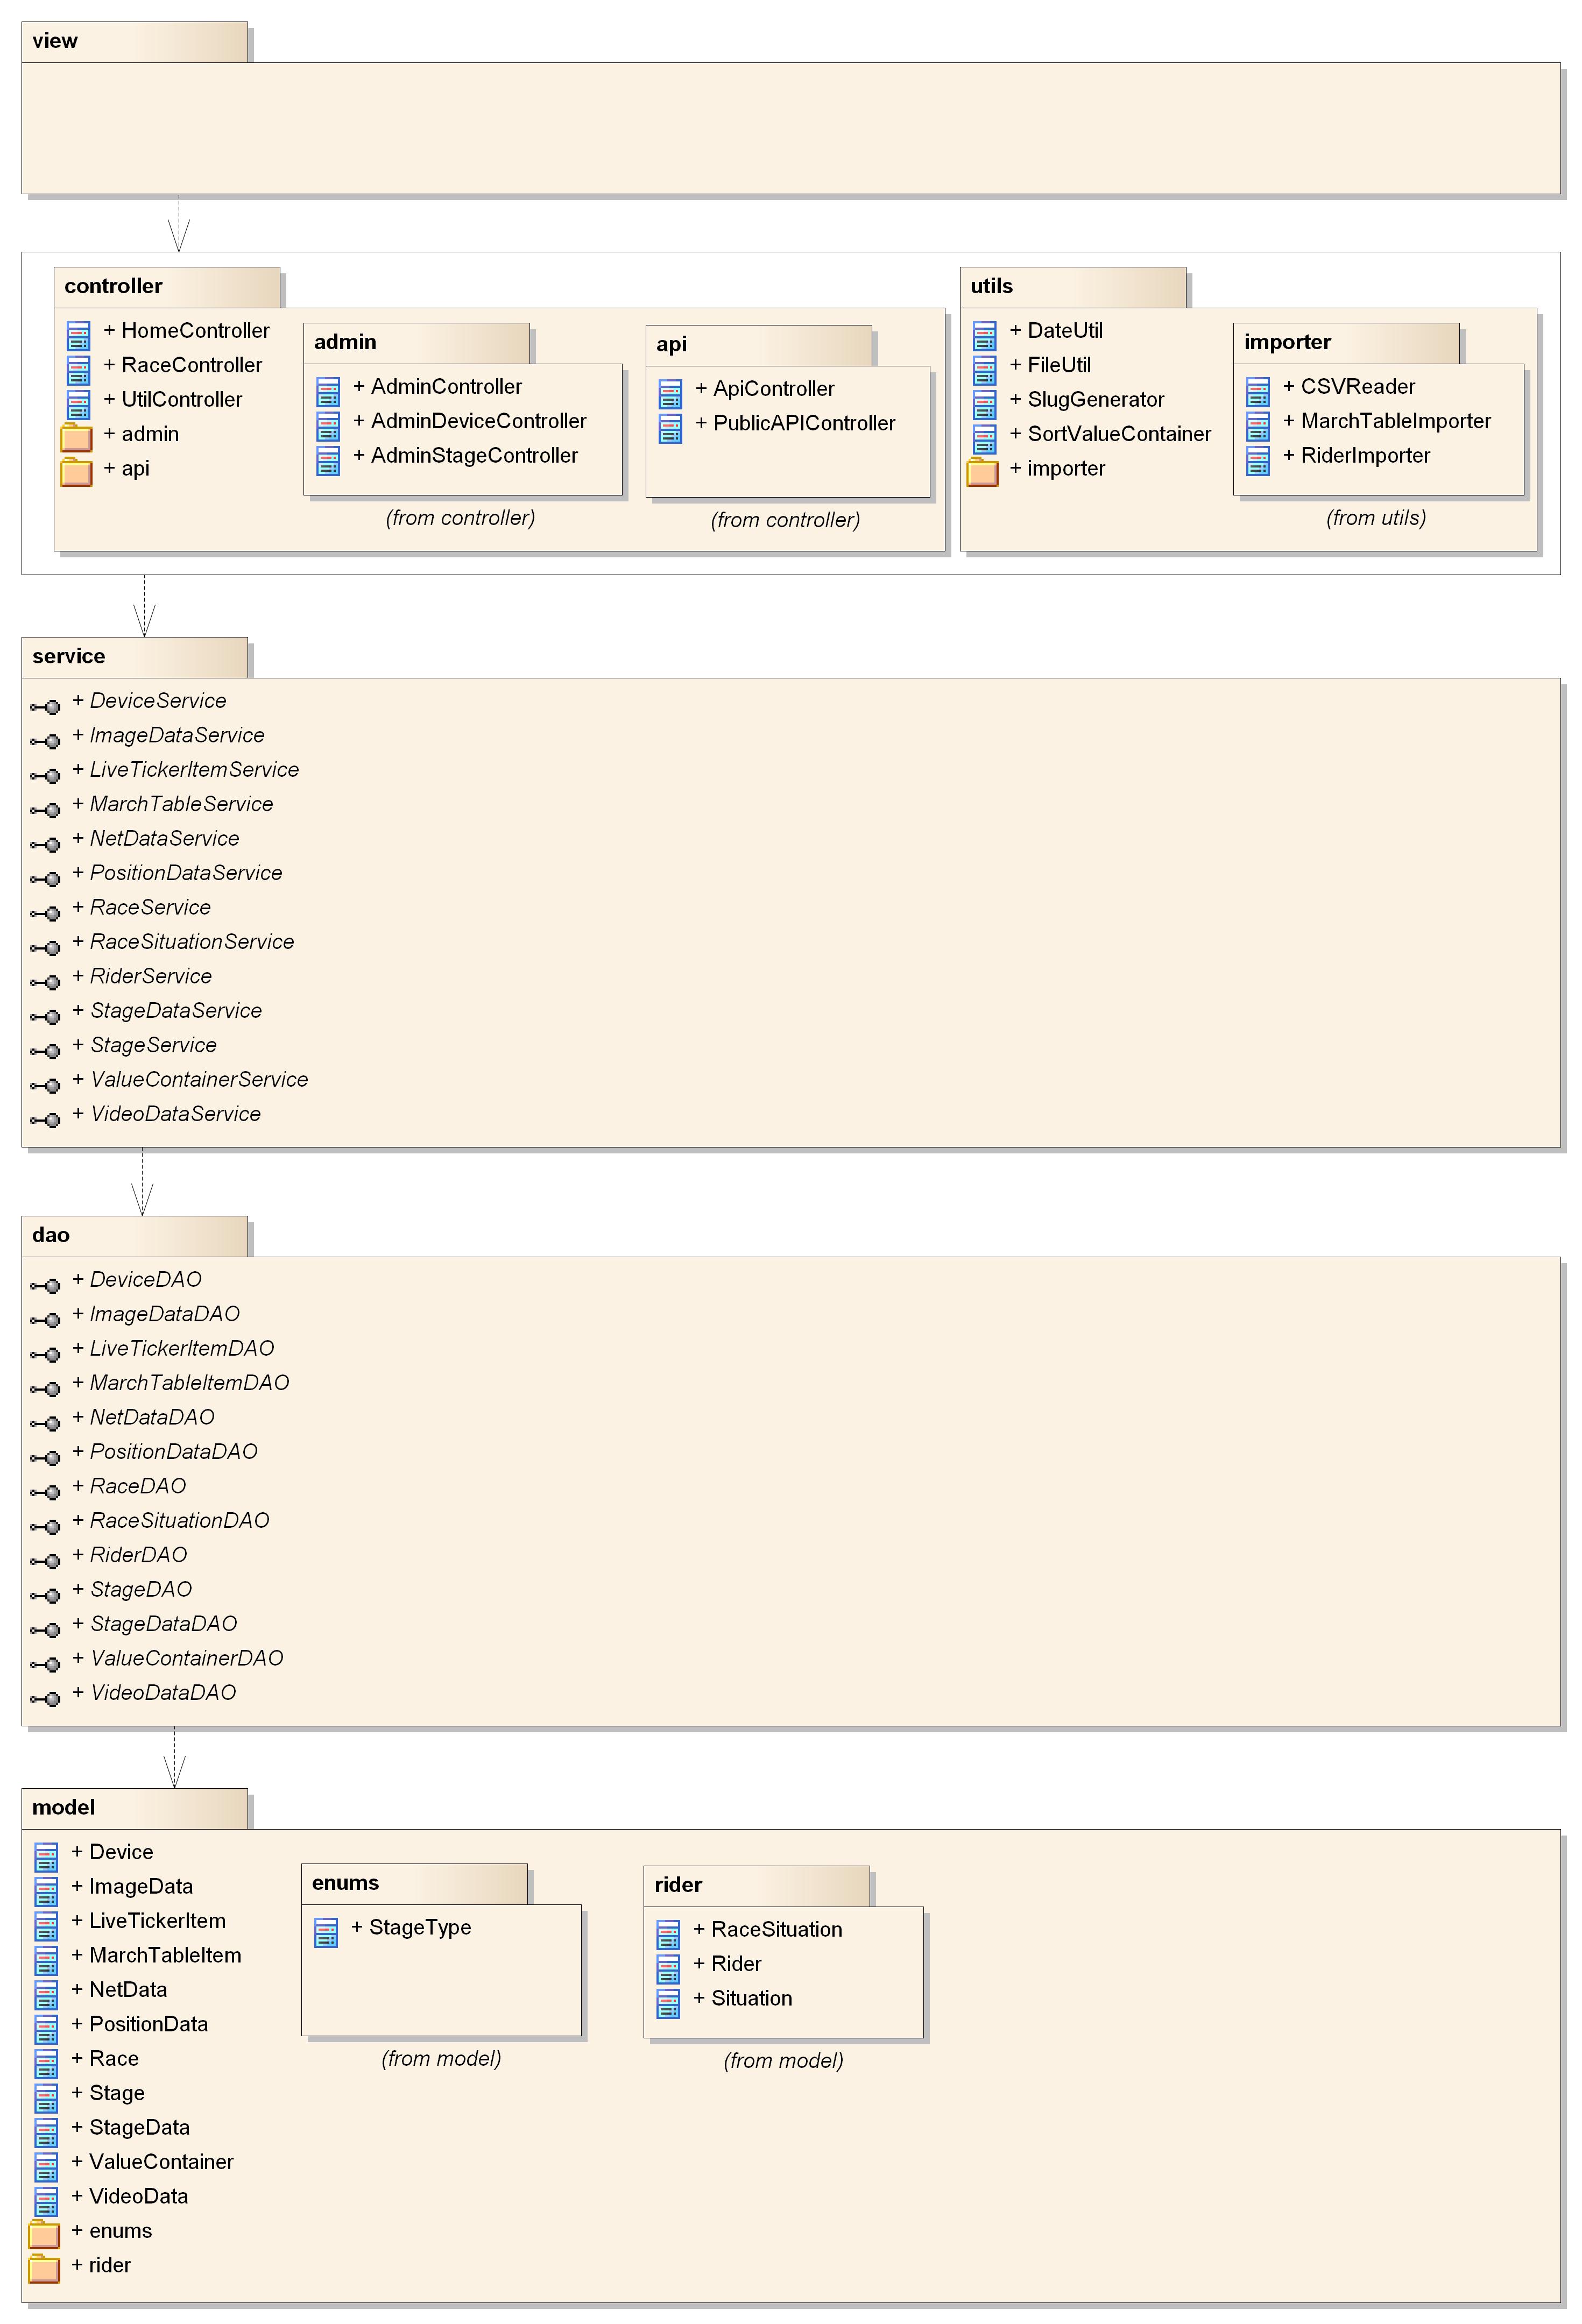 view
controller
+ HomeController
+ RaceController
+ UtilController
+ admin
+ api
admin
+ AdminController
+ AdminDeviceController
+ AdminStageController
(from controller)
api
+ ApiController
+ PublicAPIController
(from controller)
utils
+ DateUtil
+ FileUtil
+ SlugGenerator
+ SortValueContainer
+ importer
importer
+ CSVReader
+ MarchTableImporter
+ RiderImporter
(from utils)
service
+ DeviceService
+ ImageDataService
+ LiveTickerItemService
+ MarchTableService
+ NetDataService
+ PositionDataService
+ RaceService
+ RaceSituationService
+ RiderService
+ StageDataService
+ StageService
+ ValueContainerService
+ VideoDataService
dao
+ DeviceDAO
+ ImageDataDAO
+ LiveTickerItemDAO
+ MarchTableItemDAO
+ NetDataDAO
+ PositionDataDAO
+ RaceDAO
+ RaceSituationDAO
+ RiderDAO
+ StageDAO
+ StageDataDAO
+ ValueContainerDAO
+ VideoDataDAO
model
+ Device
+ ImageData
+ LiveTickerItem
+ MarchTableItem
+ NetData
+ PositionData
+ Race
+ Stage
+ StageData
+ ValueContainer
+ VideoData
+ enums
+ rider
enums
+ StageType
(from model)
rider
+ RaceSituation
+ Rider
+ Situation
(from model)